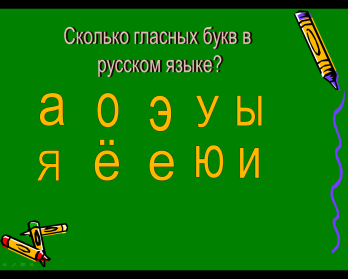 Сколько гласных букв в
русском языке?
а о э у ы
я ё е ю и